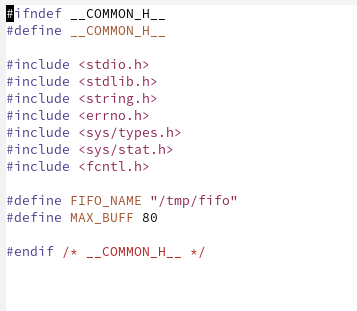 #ifndef __COMMON_H__
#define __COMMON_H__
#include <stdio.h>
#include <stdlib.h>
#include <string.h>
#include <errno.h>
#include <sys/types.h>
#include <sys/stat.h>
#include <fcntl.h>
#define FIFO_NAME "/tmp/fifo"
#define MAX_BUFF 80
#endif /* __COMMON_H__ */